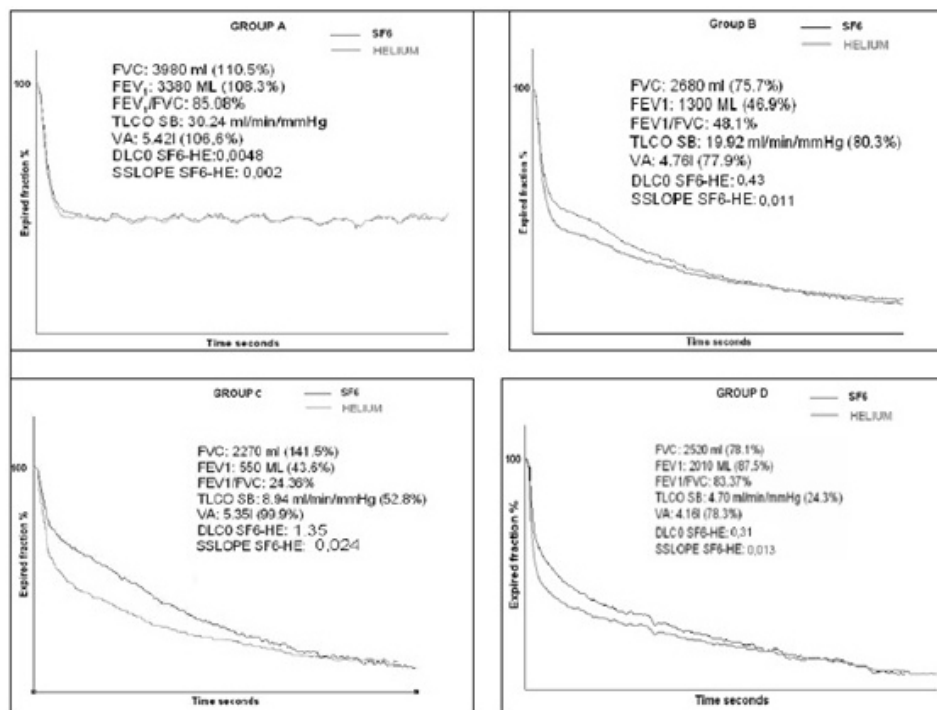 GROUP A
SF6
HELIUM
100
FVC: 3980 ml (110.5%)
FEV1: 3380 ML (108.3%)
FEV1/FVC: 85.08%
TLCO SB: 30.24 ml/min/mmHg
VA: 5.42l (106,6%)
DLC0 SF6-HE:0,0048
SSLOPE SF6-HE: 0,002
Expired fraction %
Time seconds
Group B
SF6
HELIUM
100
FVC: 2680 ml (75.7%)
FEV1: 1300 ML (46.9%)
FEV1/FVC: 48.1%
TLCO SB: 19.92 ml/min/mmHg (80.3%)
VA: 4.76l (77.9%)
DLC0 SF6-HE: 0,43
SSLOPE SF6-HE: 0,011
Expired fraction %
Time seconds
GROUP C
SF6
HELIUM
100
FVC: 2270 ml (141.5%)
FEV1: 550 ML (43.6%)
FEV1/FVC: 24.36%
TLCO SB: 8.94 ml/min/mmHg (52.8%)
VA: 5.35l (99.9%)
DLC0 SF6-HE: 1,35
SSLOPE SF6-HE: 0,024
Expired fraction %
Time seconds
GROUP D
SF6
HELIUM
100
FVC: 2520 ml (78.1%)
FEV1: 2010 ML (87.5%)
FEV1/FVC: 83.37%
TLCO SB: 4.70 ml/min/mmHg (24.3%)
VA: 4.16l (78.3%)
DLC0 SF6-HE: 0,31
SSLOPE SF6-HE: 0,013
Expired fraction %
Time seconds